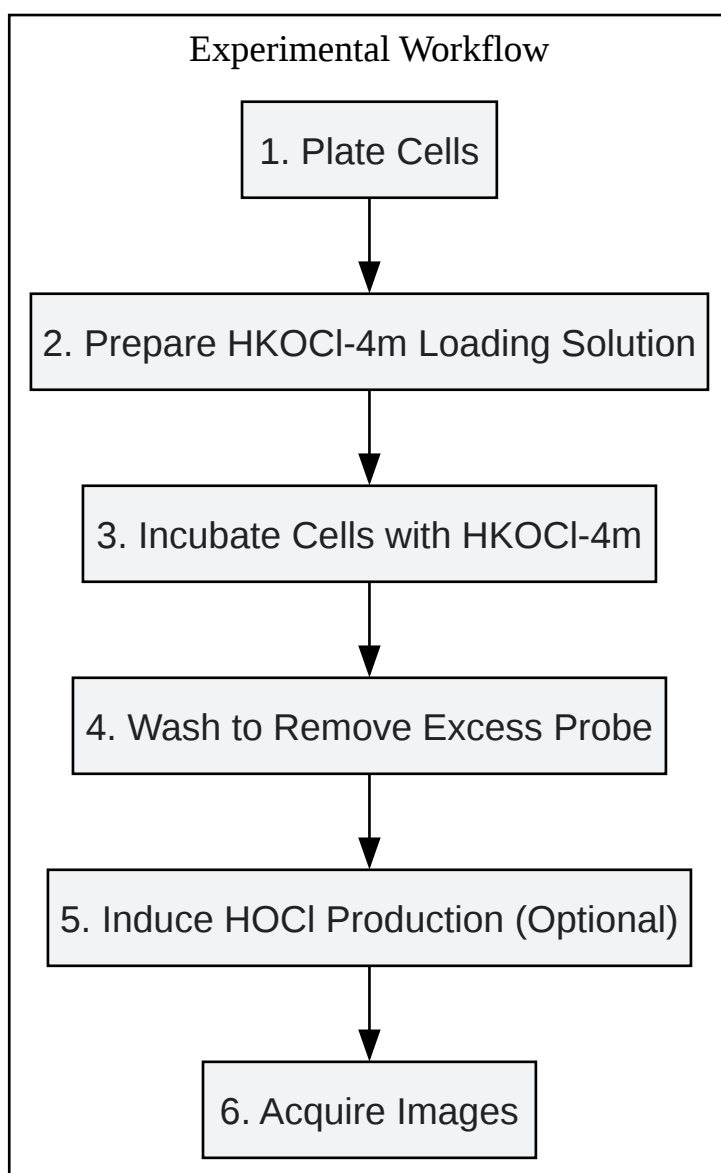 Experimental Workflow
1. Plate Cells
2. Prepare HKOCl-4m Loading Solution
3. Incubate Cells with HKOCl-4m
4. Wash to Remove Excess Probe
5. Induce HOCl Production (Optional)
6. Acquire Images